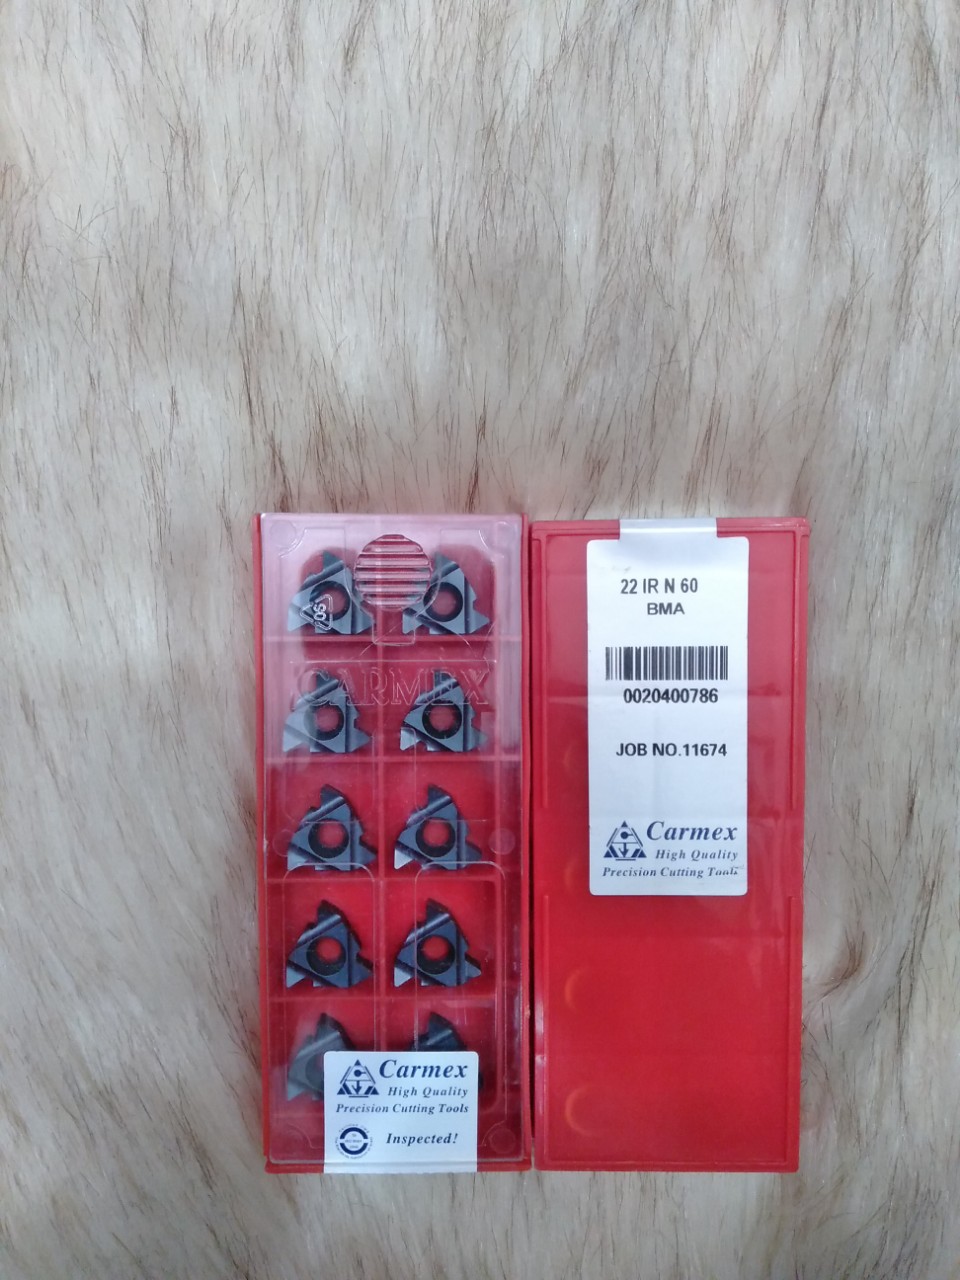 CARMEX
Carmex
High Quality
Precision Cutting Tools
Inspected!
22 IR N 60
BMA
0020400786
JOB NO.11674
Carmex
High Quality
Precision Cutting Tools